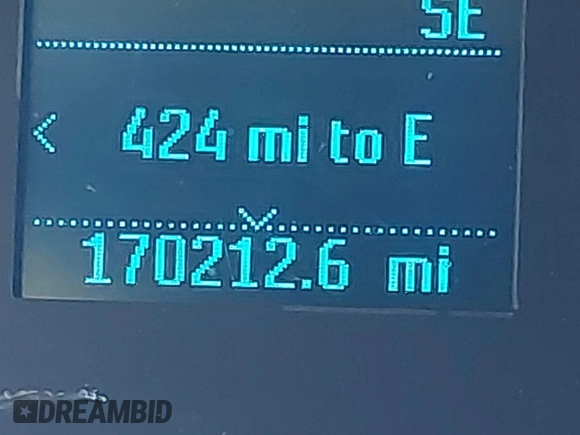 SE
424 mi to E
170212.6 mi
DREAMBID